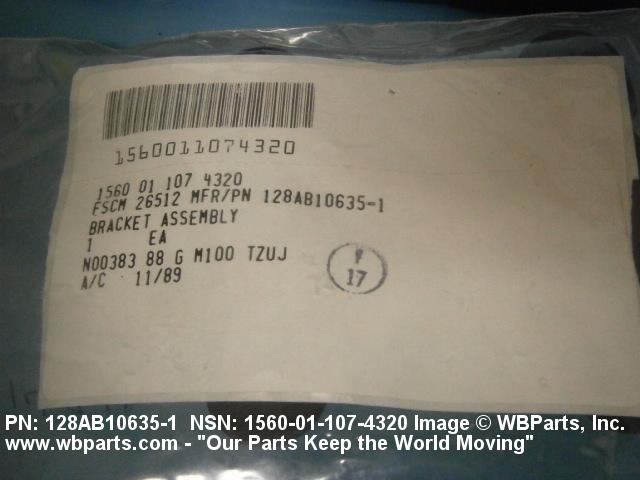 1560011074320
1560 01 107 4320
FSCM 26512 MFR/PN 128AB10635-1
BRACKET ASSEMBLY
1 EA
N00383 88 G M100 TZUJ
A/C 11/89
17
PN: 128AB10635-1 NSN: 1560-01-107-4320 Image © WBParts, Inc.
www.wbparts.com - "Our Parts Keep the World Moving"